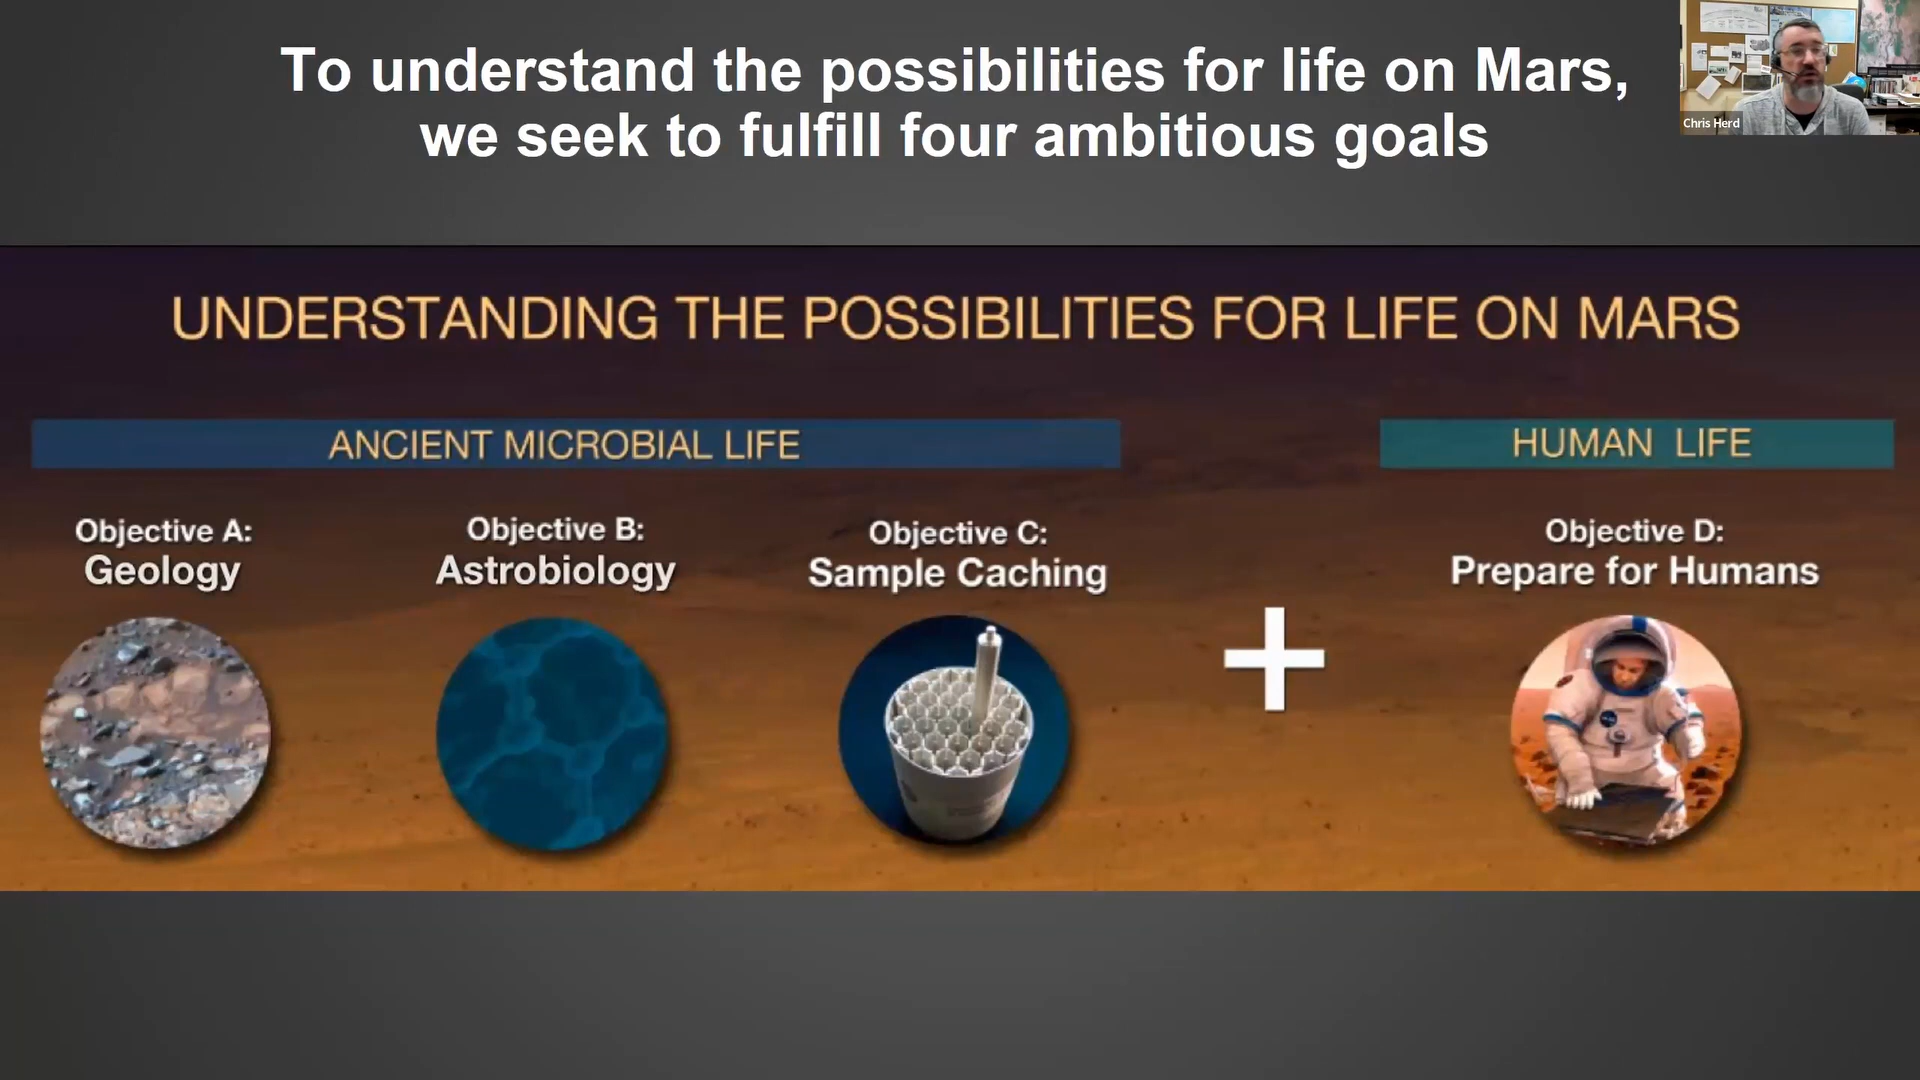 To understand the possibilities for life on Mars,
we seek to fulfill four ambitious goals
Chris Herd
UNDERSTANDING THE POSSIBILITIES FOR LIFE ON MARS
ANCIENT MICROBIAL LIFE
HUMAN LIFE
Objective A:
Geology
Objective B:
Astrobiology
Objective C:
Sample Caching
+
Objective D:
Prepare for Humans